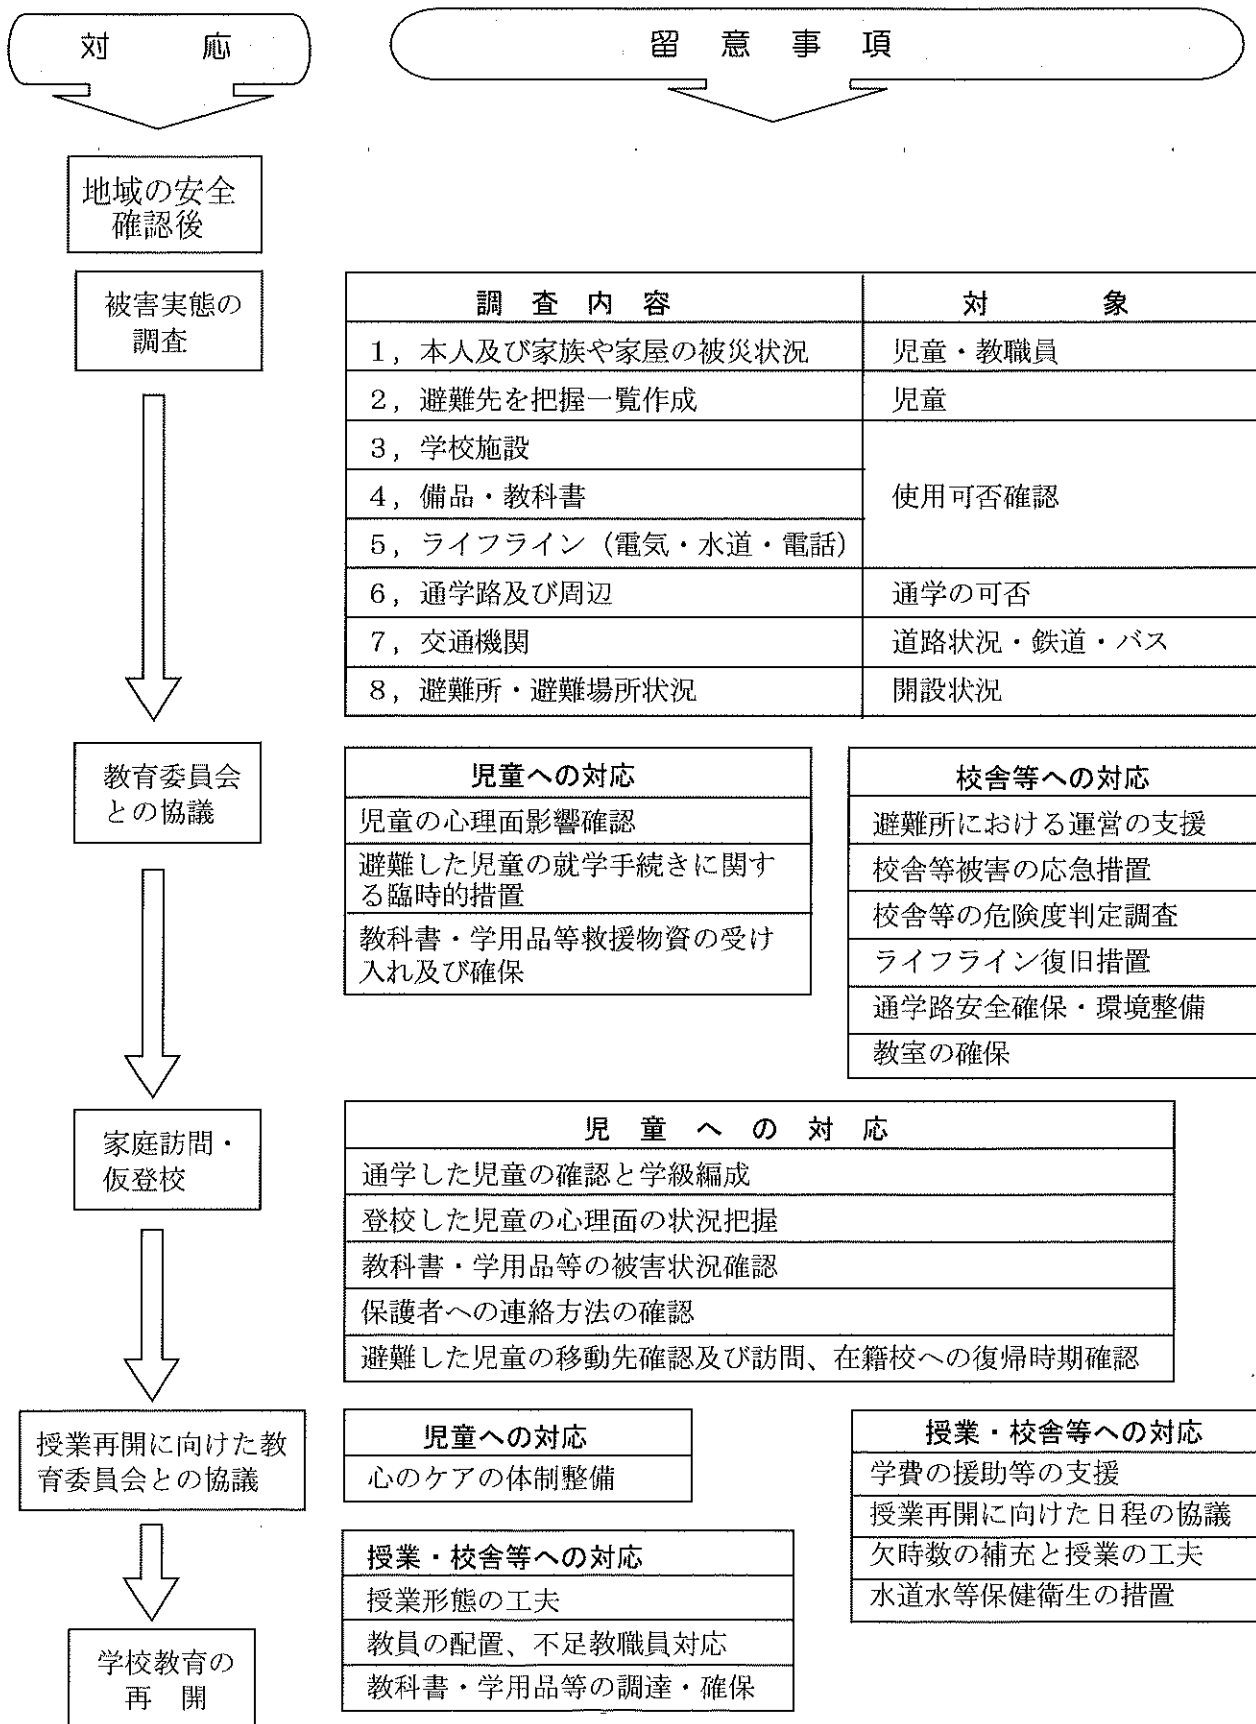 対　　応
留　意　事　項
地域の安全
確認後
被害実態の
調査
調　査　内　容
対　　象
1，本人及び家族や家屋の被災状況
児童・教職員
2，避難先を把握一覧作成
児童
3，学校施設
4，備品・教科書
使用可否確認
5，ライフライン（電気・水道・電話）
6，通学路及び周辺
通学の可否
7，交通機関
道路状況・鉄道・バス
8，避難所・避難場所状況
開設状況
教育委員会
との協議
児童への対応
児童の心理面影響確認
避難した児童の就学手続きに関す
る臨時的措置
教科書・学用品等救援物資の受け
入れ及び確保
校舎等への対応
避難所における運営の支援
校舎等被害の応急措置
校舎等の危険度判定調査
ライフライン復旧措置
通学路安全確保・環境整備
教室の確保
家庭訪問・
仮登校
児　童　へ　の　対　応
通学した児童の確認と学級編成
登校した児童の心理面の状況把握
教科書・学用品等の被害状況確認
保護者への連絡方法の確認
避難した児童の移動先確認及び訪問、在籍校への復帰時期確認
授業再開に向けた教
育委員会との協議
児童への対応
心のケアの体制整備
授業・校舎等への対応
学費の援助等の支援
授業再開に向けた日程の協議
欠時数の補充と授業の工夫
水道水等保健衛生の措置
授業・校舎等への対応
授業形態の工夫
教員の配置、不足教職員対応
教科書・学用品等の調達・確保
学校教育の
再　開